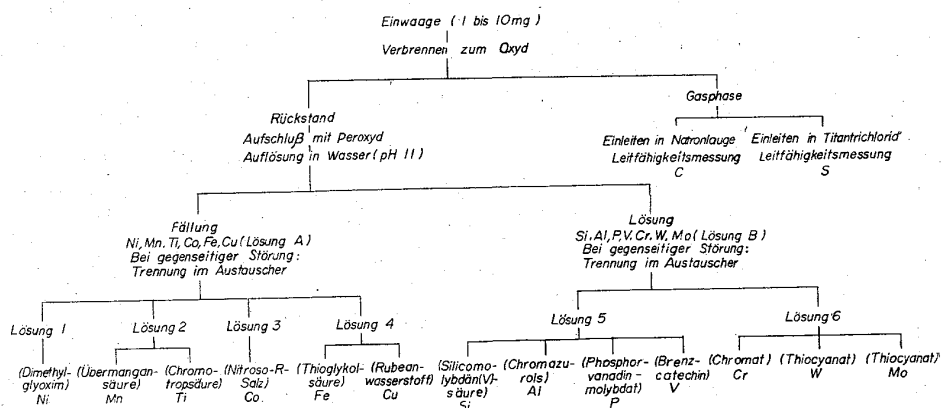 Einwaage (1 bis 10mg)
Verbrennen zum Oxyd
Gasphase
Rückstand
Aufschluß mit Peroxyd
Auflösung in Wasser (pH 11)
Einleiten in Natronlauge
Leitfähigkeitsmessung
C
Einleiten in Titantrichlorid
Leitfähigkeitsmessung
S
Fällung
Ni, Mn, Ti, Co, Fe, Cu (Lösung A)
Bei gegenseitiger Störung:
Trennung im Austauscher
Lösung
Si, Al, P, V, Cr, W, Mo (Lösung B)
Bei gegenseitiger Störung:
Trennung im Austauscher
Lösung 1
Lösung 2
Lösung 3
Lösung 4
Lösung 5
Lösung 6
(Dimethyl-
glyoxim)
Ni
(Übermangan-
säure)
Mn
(Chromo-
tropsäure)
Ti
(Nitroso-R-
Salz)
Co
(Thioglykol-
säure)
Fe
(Rubean-
wasserstoff)
Cu
(Silicomo-
lybdän(V)-
säure)
Si
(Chromazu-
rols)
Al
(Phosphor-
vanadin-
molybdat)
P
(Brenz-
catechin)
V
(Chromat)
Cr
(Thiocyanat)
W
(Thiocyanat)
Mo